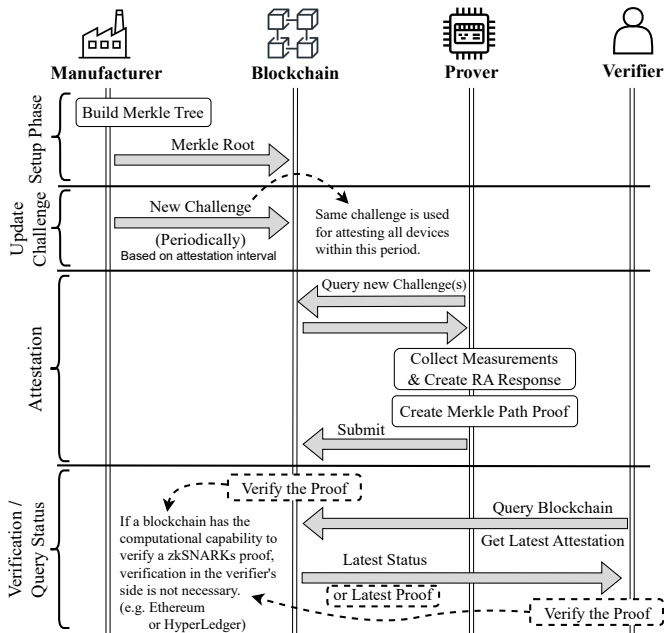 Manufacturer
Blockchain
Prover
Verifier
Setup Phase
Build Merkle Tree
Merkle Root
Update
Challenge
New Challenge
(Periodically)
Based on attestation interval
Same challenge is used
for attesting all devices
within this period.
Attestation
Query new Challenge(s)
Collect Measurements
& Create RA Response
Create Merkle Path Proof
Submit
Verification /
Query Status
Verify the Proof
If a blockchain has the
computational capability to
verify a zkSNARKs proof,
verification in the verifier's
side is not necessary.
(e.g. Ethereum
or HyperLedger)
Query Blockchain
Get Latest Attestation
Latest Status
or Latest Proof
Verify the Proof